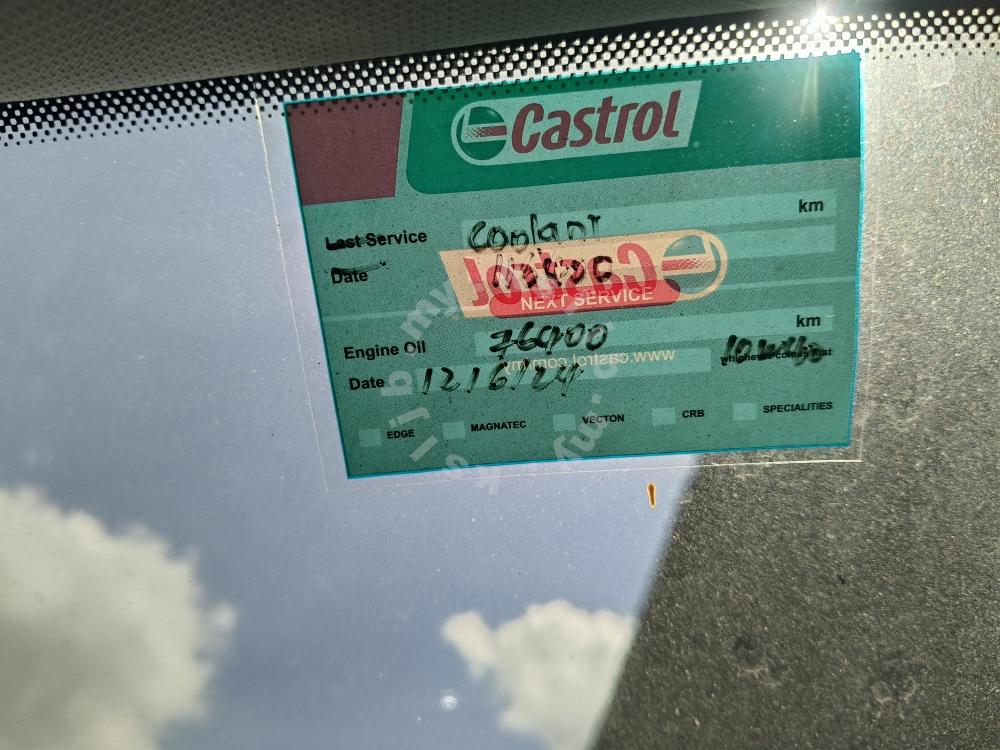 Castrol
km
Last Service Coolant
Date
Castrol
NEXT SERVICE
km
Engine Oil 76900
www.castrol.com/my
whichever comes first
Date 12/6/24
EDGE MAGNATEC VECTON CRB SPECIALITIES